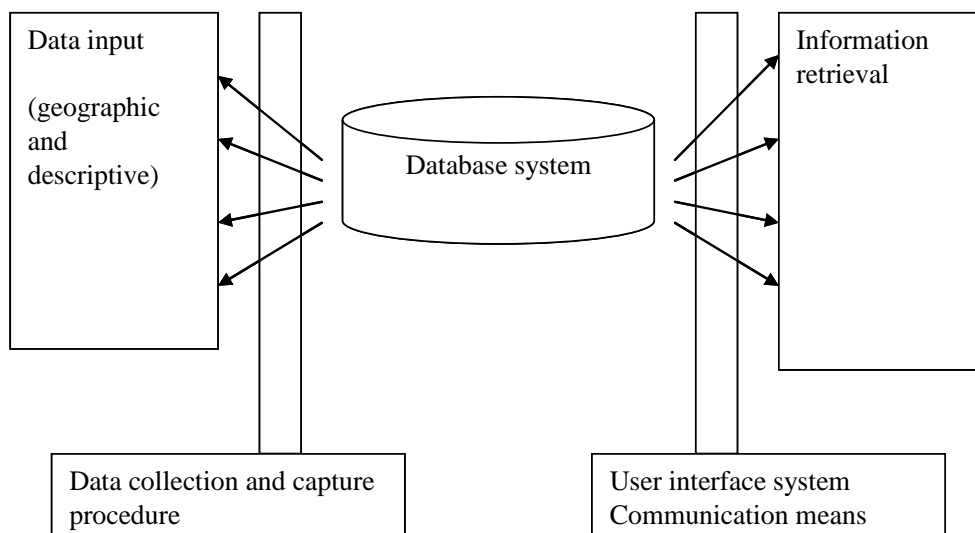 Data input
(geographic
and
descriptive)
Database system
Information
retrieval
Data collection and capture
procedure
User interface system
Communication means